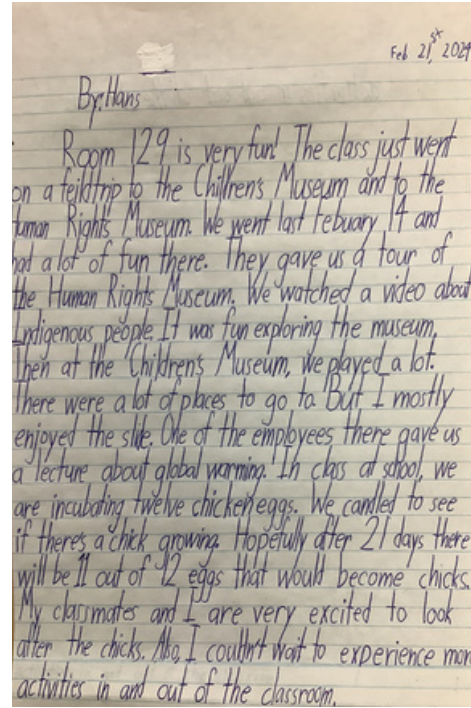 Feb 21st, 2024
By: Hans
Room 129 is very fun! The class just went
on a feildtrip to the Chillren's Museum and to the
Human Rights Museum. We went last febuary 14 and
had a lot of fun there. They gave us a tour of
the Human Rights Museum. We watched a video about
Indigenous people. It was fun exploring the museum.
Then at the Children's Museum, we played a lot.
There were a lot of places to go to. But I mostly
enjoyed the slide. One of the employees there gave us
a lecture about global warming. In class at school, we
are incubating twelve chicken eggs. We candled to see
if there's a chick growing. Hopefully after 21 days there
will be 11 out of 12 eggs that would become chicks.
My classmates and I are very excited to look
after the chicks. Also, I couldn't wait to experience more
activities in and out of the classroom.